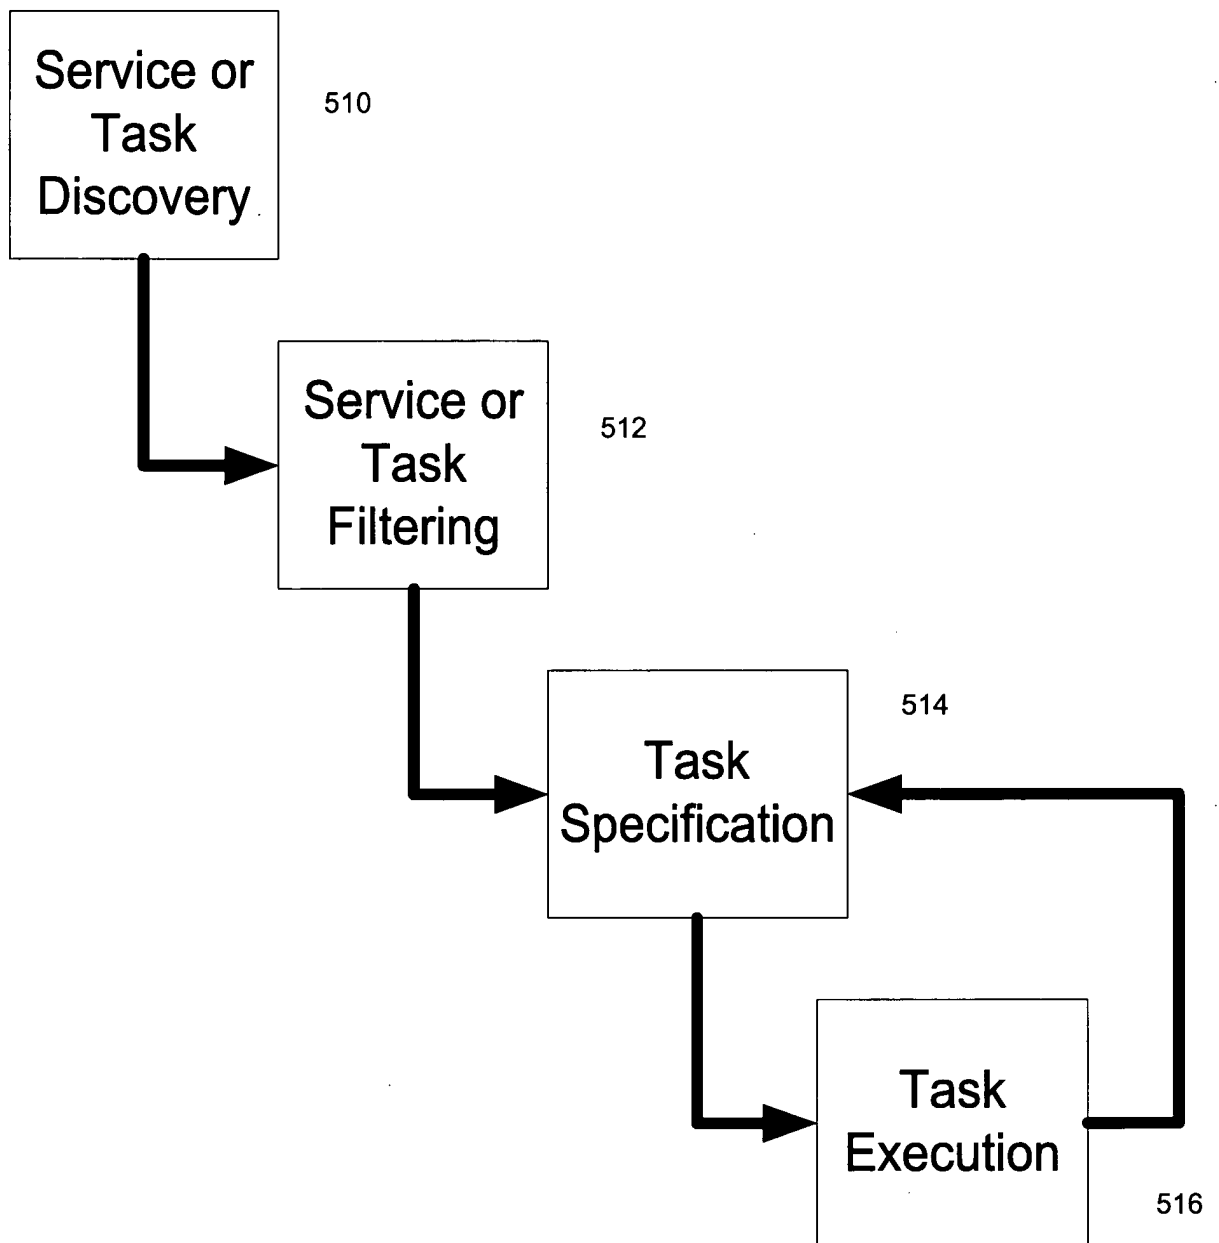 Service or
Task
Discovery
510
Service or
Task
Filtering
512
Task
Specification
514
Task
Execution
516